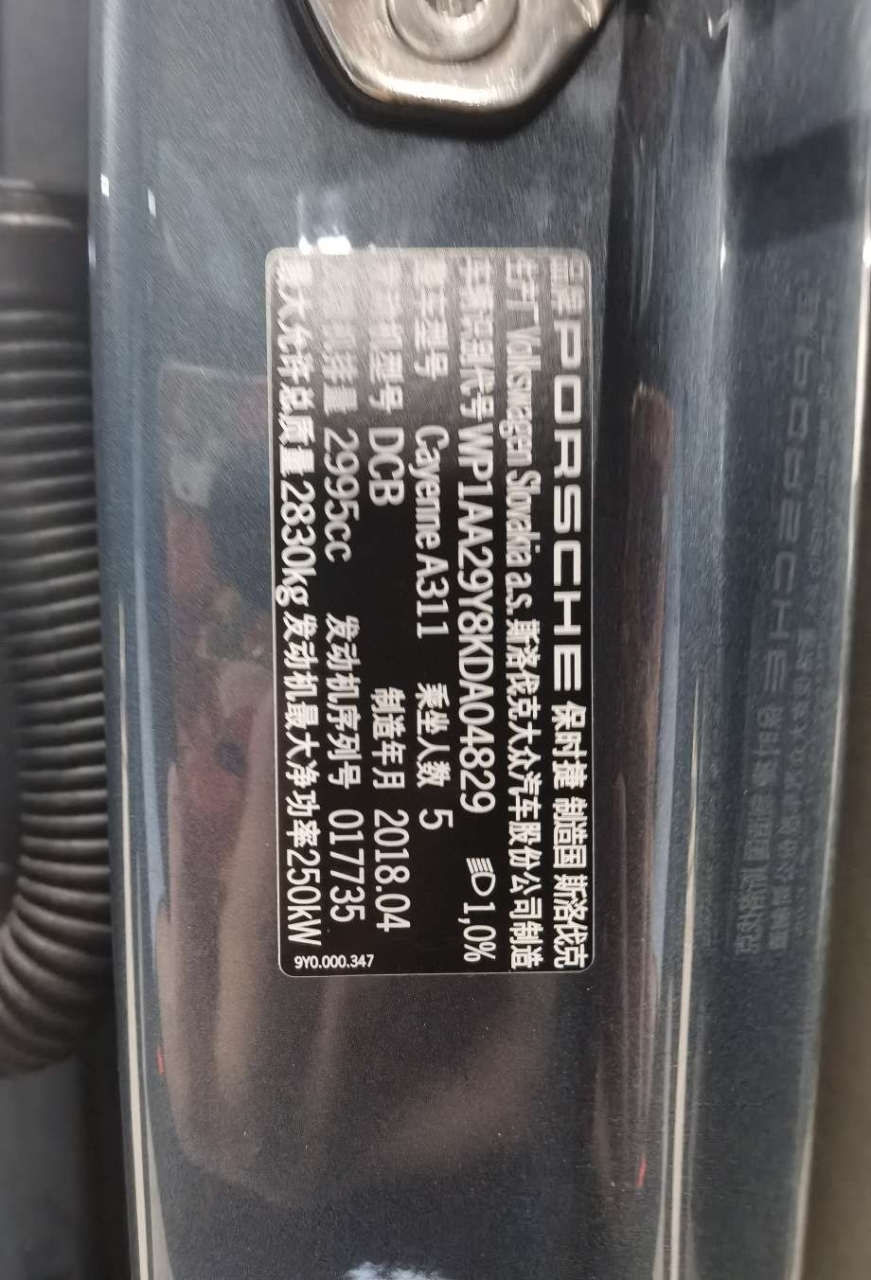 品牌 PORSCHE 保时捷 制造国 斯洛伐克
生产厂 Volkswagen Slovakia a.s. 斯洛伐克大众汽车股份公司制造
车辆识别代号 WP1AA29Y8KDA04829 1,0%
整车型号 Cayenne A311 乘坐人数 5
发动机型号 DCB 制造年月 2018.04
发动机排量 2995cc 发动机序列号 017735
最大允许总质量 2830kg 发动机最大净功率 250kW
9Y0.000.347